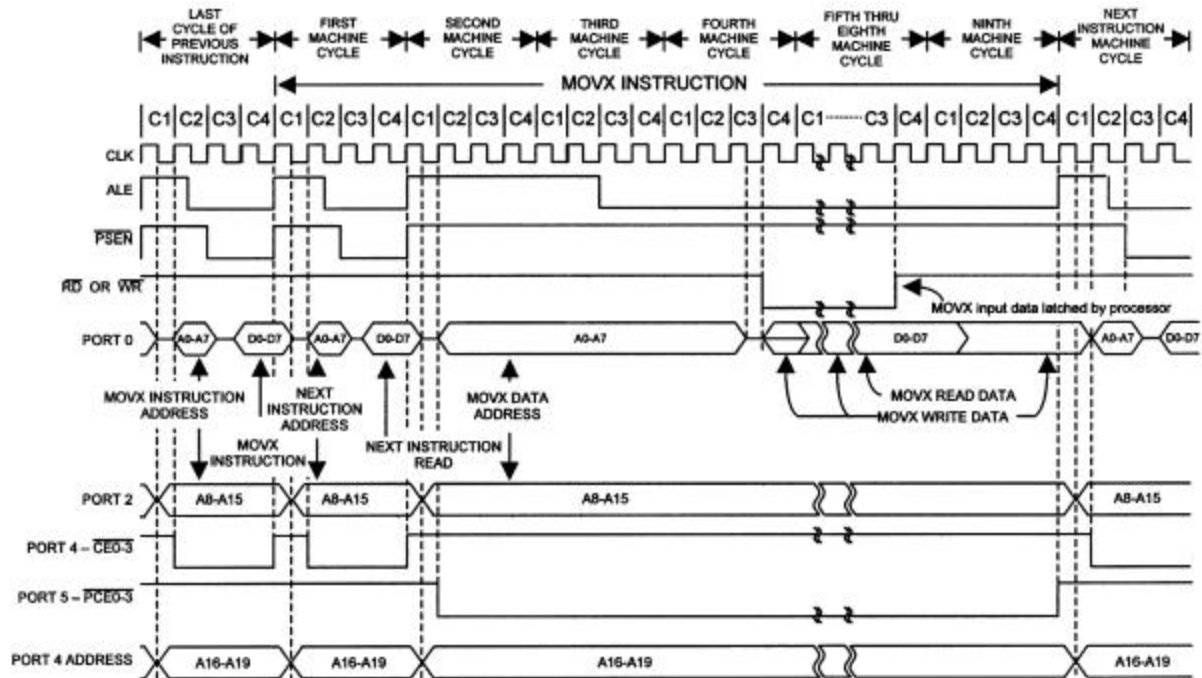 LAST
CYCLE OF
PREVIOUS
INSTRUCTION
FIRST
MACHINE
CYCLE
SECOND
MACHINE
CYCLE
THIRD
MACHINE
CYCLE
FOURTH
MACHINE
CYCLE
FIFTH THRU
EIGHTH
MACHINE
CYCLE
NINTH
MACHINE
CYCLE
NEXT
INSTRUCTION
MACHINE
CYCLE
MOVX INSTRUCTION
C1 C2 C3 C4 C1 C2 C3 C4 C1 C2 C3 C4 C1 C2 C3 C4 C1 C2 C3 C4 C1 C3 C4 C1 C2 C3 C4 C1 C2 C3 C4
CLK
ALE
PSEN
RD OR WR
MOVX input data latched by processor
PORT 0
A0-A7 D0-D7 A0-A7 D0-D7 A0-A7 D0-D7 A0-A7 D0-D7
MOVX INSTRUCTION
ADDRESS
NEXT
INSTRUCTION
ADDRESS
MOVX DATA
ADDRESS
MOVX READ DATA
MOVX WRITE DATA
MOVX
INSTRUCTION
NEXT INSTRUCTION
READ
PORT 2
A8-A15 A8-A15 A8-A15 A8-A15
PORT 4 – CE0-3
PORT 5 – PCE0-3
PORT 4 ADDRESS
A16-A19 A16-A19 A16-A19 A16-A19